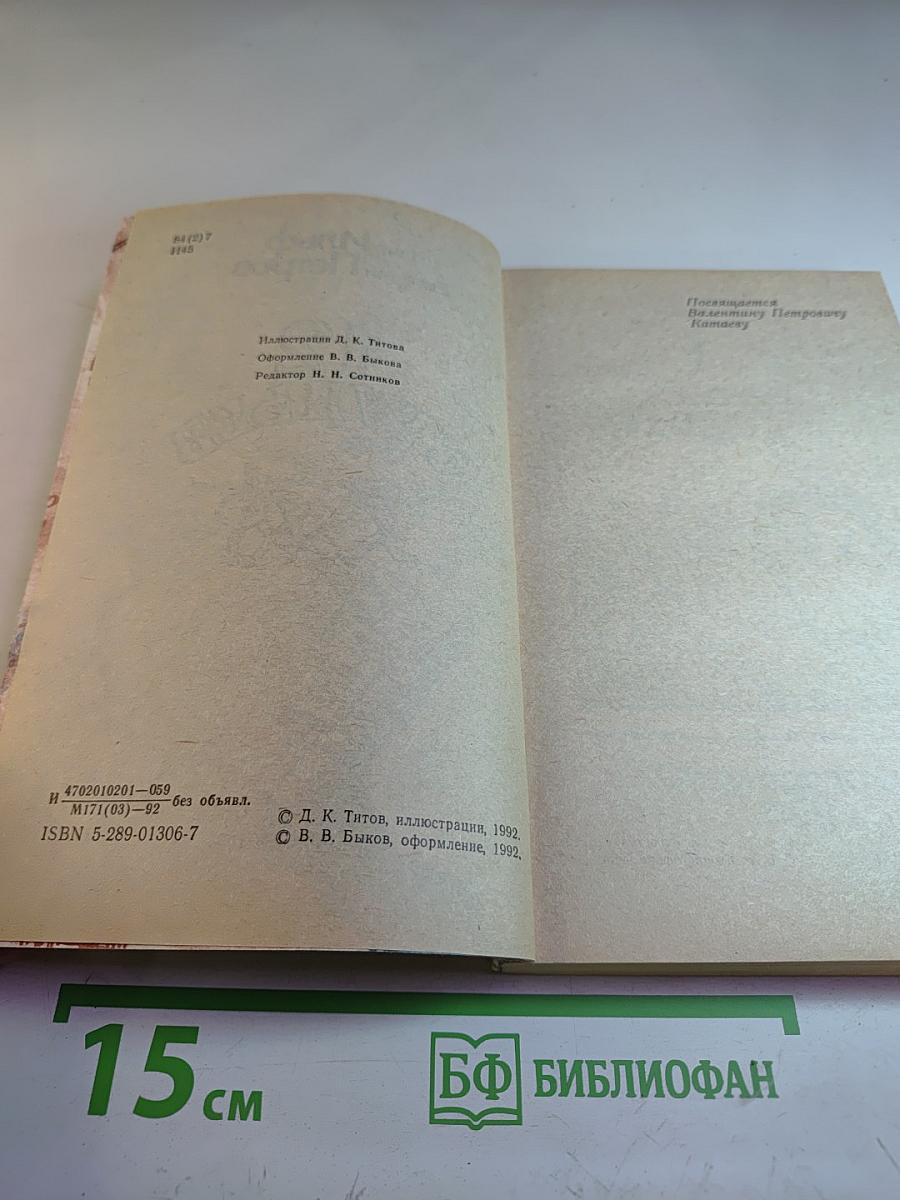 84(2)7
И45
Иллюстрации Д. К. Титова
Оформление В. В. Быкова
Редактор Н. Н. Сотников
И 4702010201—059
М171(03)—92 без объявл.
ISBN 5-289-01306-7
© Д. К. Титов, иллюстрации, 1992.
© В. В. Быков, оформление, 1992.
Посвящается
Валентину Петровичу
Катаеву
15 см
БФ БИБЛИОФАН